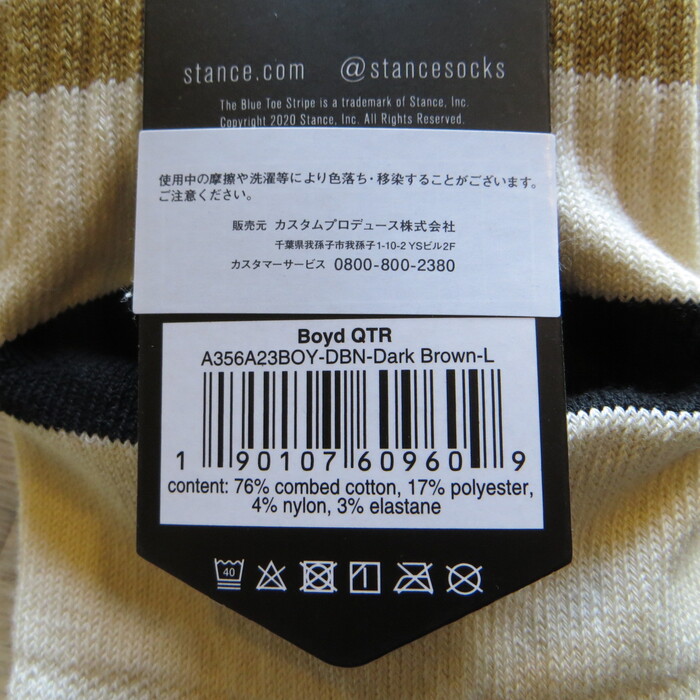 stance.com @stancesocks
The Blue Toe Stripe is a trademark of Stance, Inc.
Copyright 2020 Stance, Inc. All Rights Reserved.
使用中の摩擦や洗濯等により色落ち・移染することがございます。
ご注意ください。
販売元 カスタムプロデュース株式会社
千葉県我孫子市我孫子1-10-2 YSビル2F
カスタマーサービス 0800-800-2380
Boyd QTR
A356A23BOY-DBN-Dark Brown-L
1 90107 60960 9
content: 76% combed cotton, 17% polyester,
4% nylon, 3% elastane
40